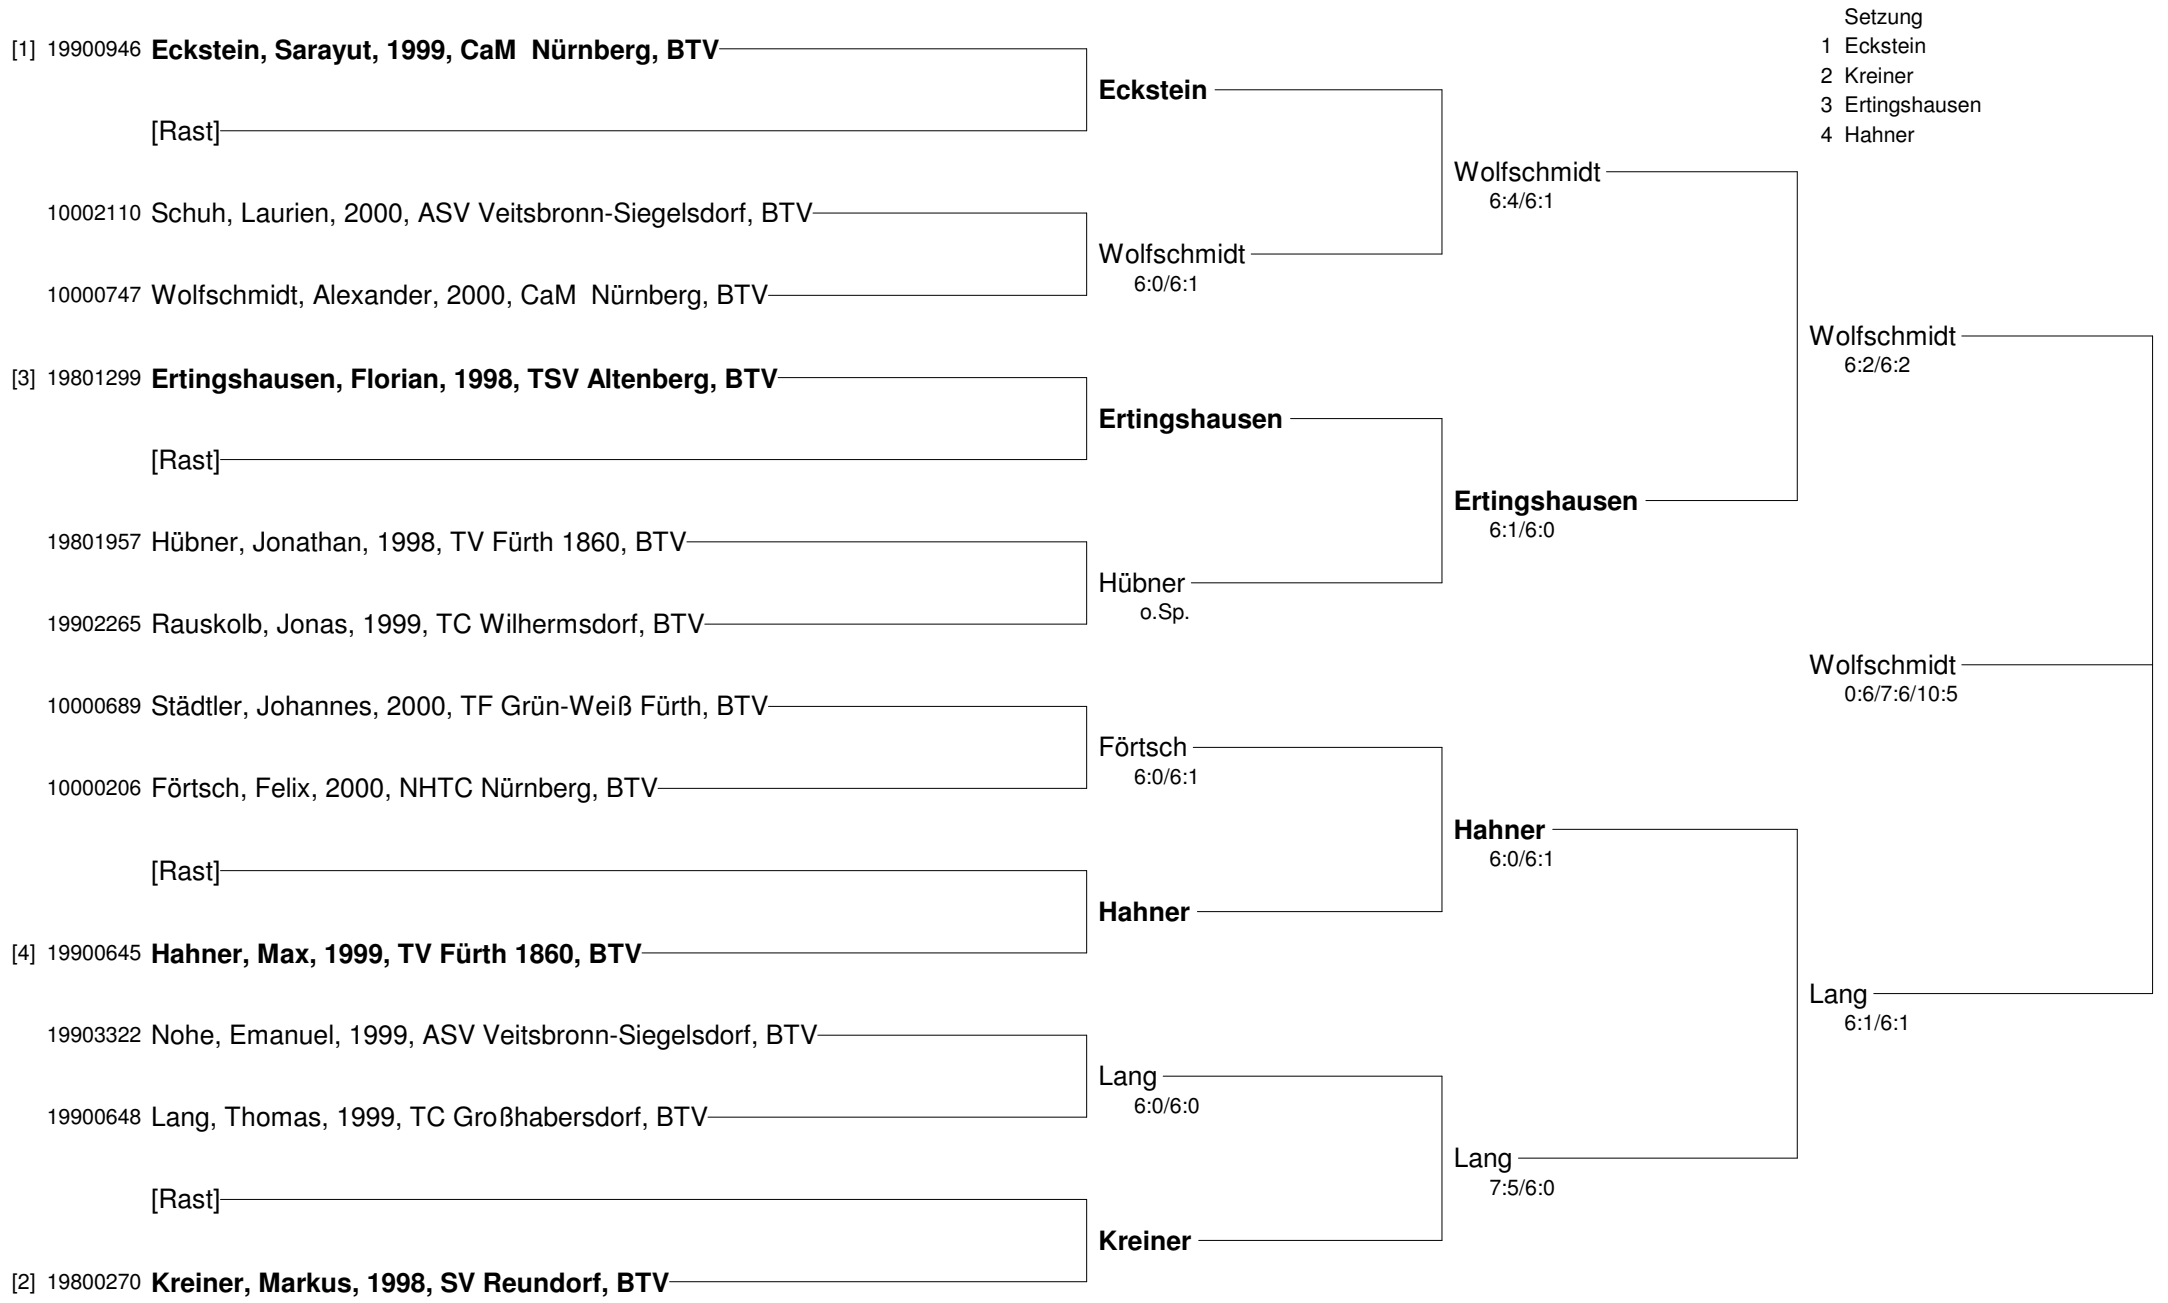 Setzung
1 Eckstein
2 Kreiner
3 Ertingshausen
4 Hahner
[1] 19900946 Eckstein, Sarayut, 1999, CaM Nürnberg, BTV
[Rast]
10002110 Schuh, Laurien, 2000, ASV Veitsbronn-Siegelsdorf, BTV
10000747 Wolfschmidt, Alexander, 2000, CaM Nürnberg, BTV
[3] 19801299 Ertingshausen, Florian, 1998, TSV Altenberg, BTV
[Rast]
19801957 Hübner, Jonathan, 1998, TV Fürth 1860, BTV
19902265 Rauskolb, Jonas, 1999, TC Wilhermsdorf, BTV
10000689 Städtler, Johannes, 2000, TF Grün-Weiß Fürth, BTV
10000206 Förtsch, Felix, 2000, NHTC Nürnberg, BTV
[Rast]
[4] 19900645 Hahner, Max, 1999, TV Fürth 1860, BTV
19903322 Nohe, Emanuel, 1999, ASV Veitsbronn-Siegelsdorf, BTV
19900648 Lang, Thomas, 1999, TC Großhabersdorf, BTV
[Rast]
[2] 19800270 Kreiner, Markus, 1998, SV Reundorf, BTV
Eckstein
Wolfschmidt
6:0/6:1
Ertingshausen
Hübner
o.Sp.
Förtsch
6:0/6:1
Hahner
Lang
6:0/6:0
Kreiner
Wolfschmidt
6:4/6:1
Ertingshausen
6:1/6:0
Hahner
6:0/6:1
Lang
7:5/6:0
Wolfschmidt
6:2/6:2
Wolfschmidt
0:6/7:6/10:5
Lang
6:1/6:1